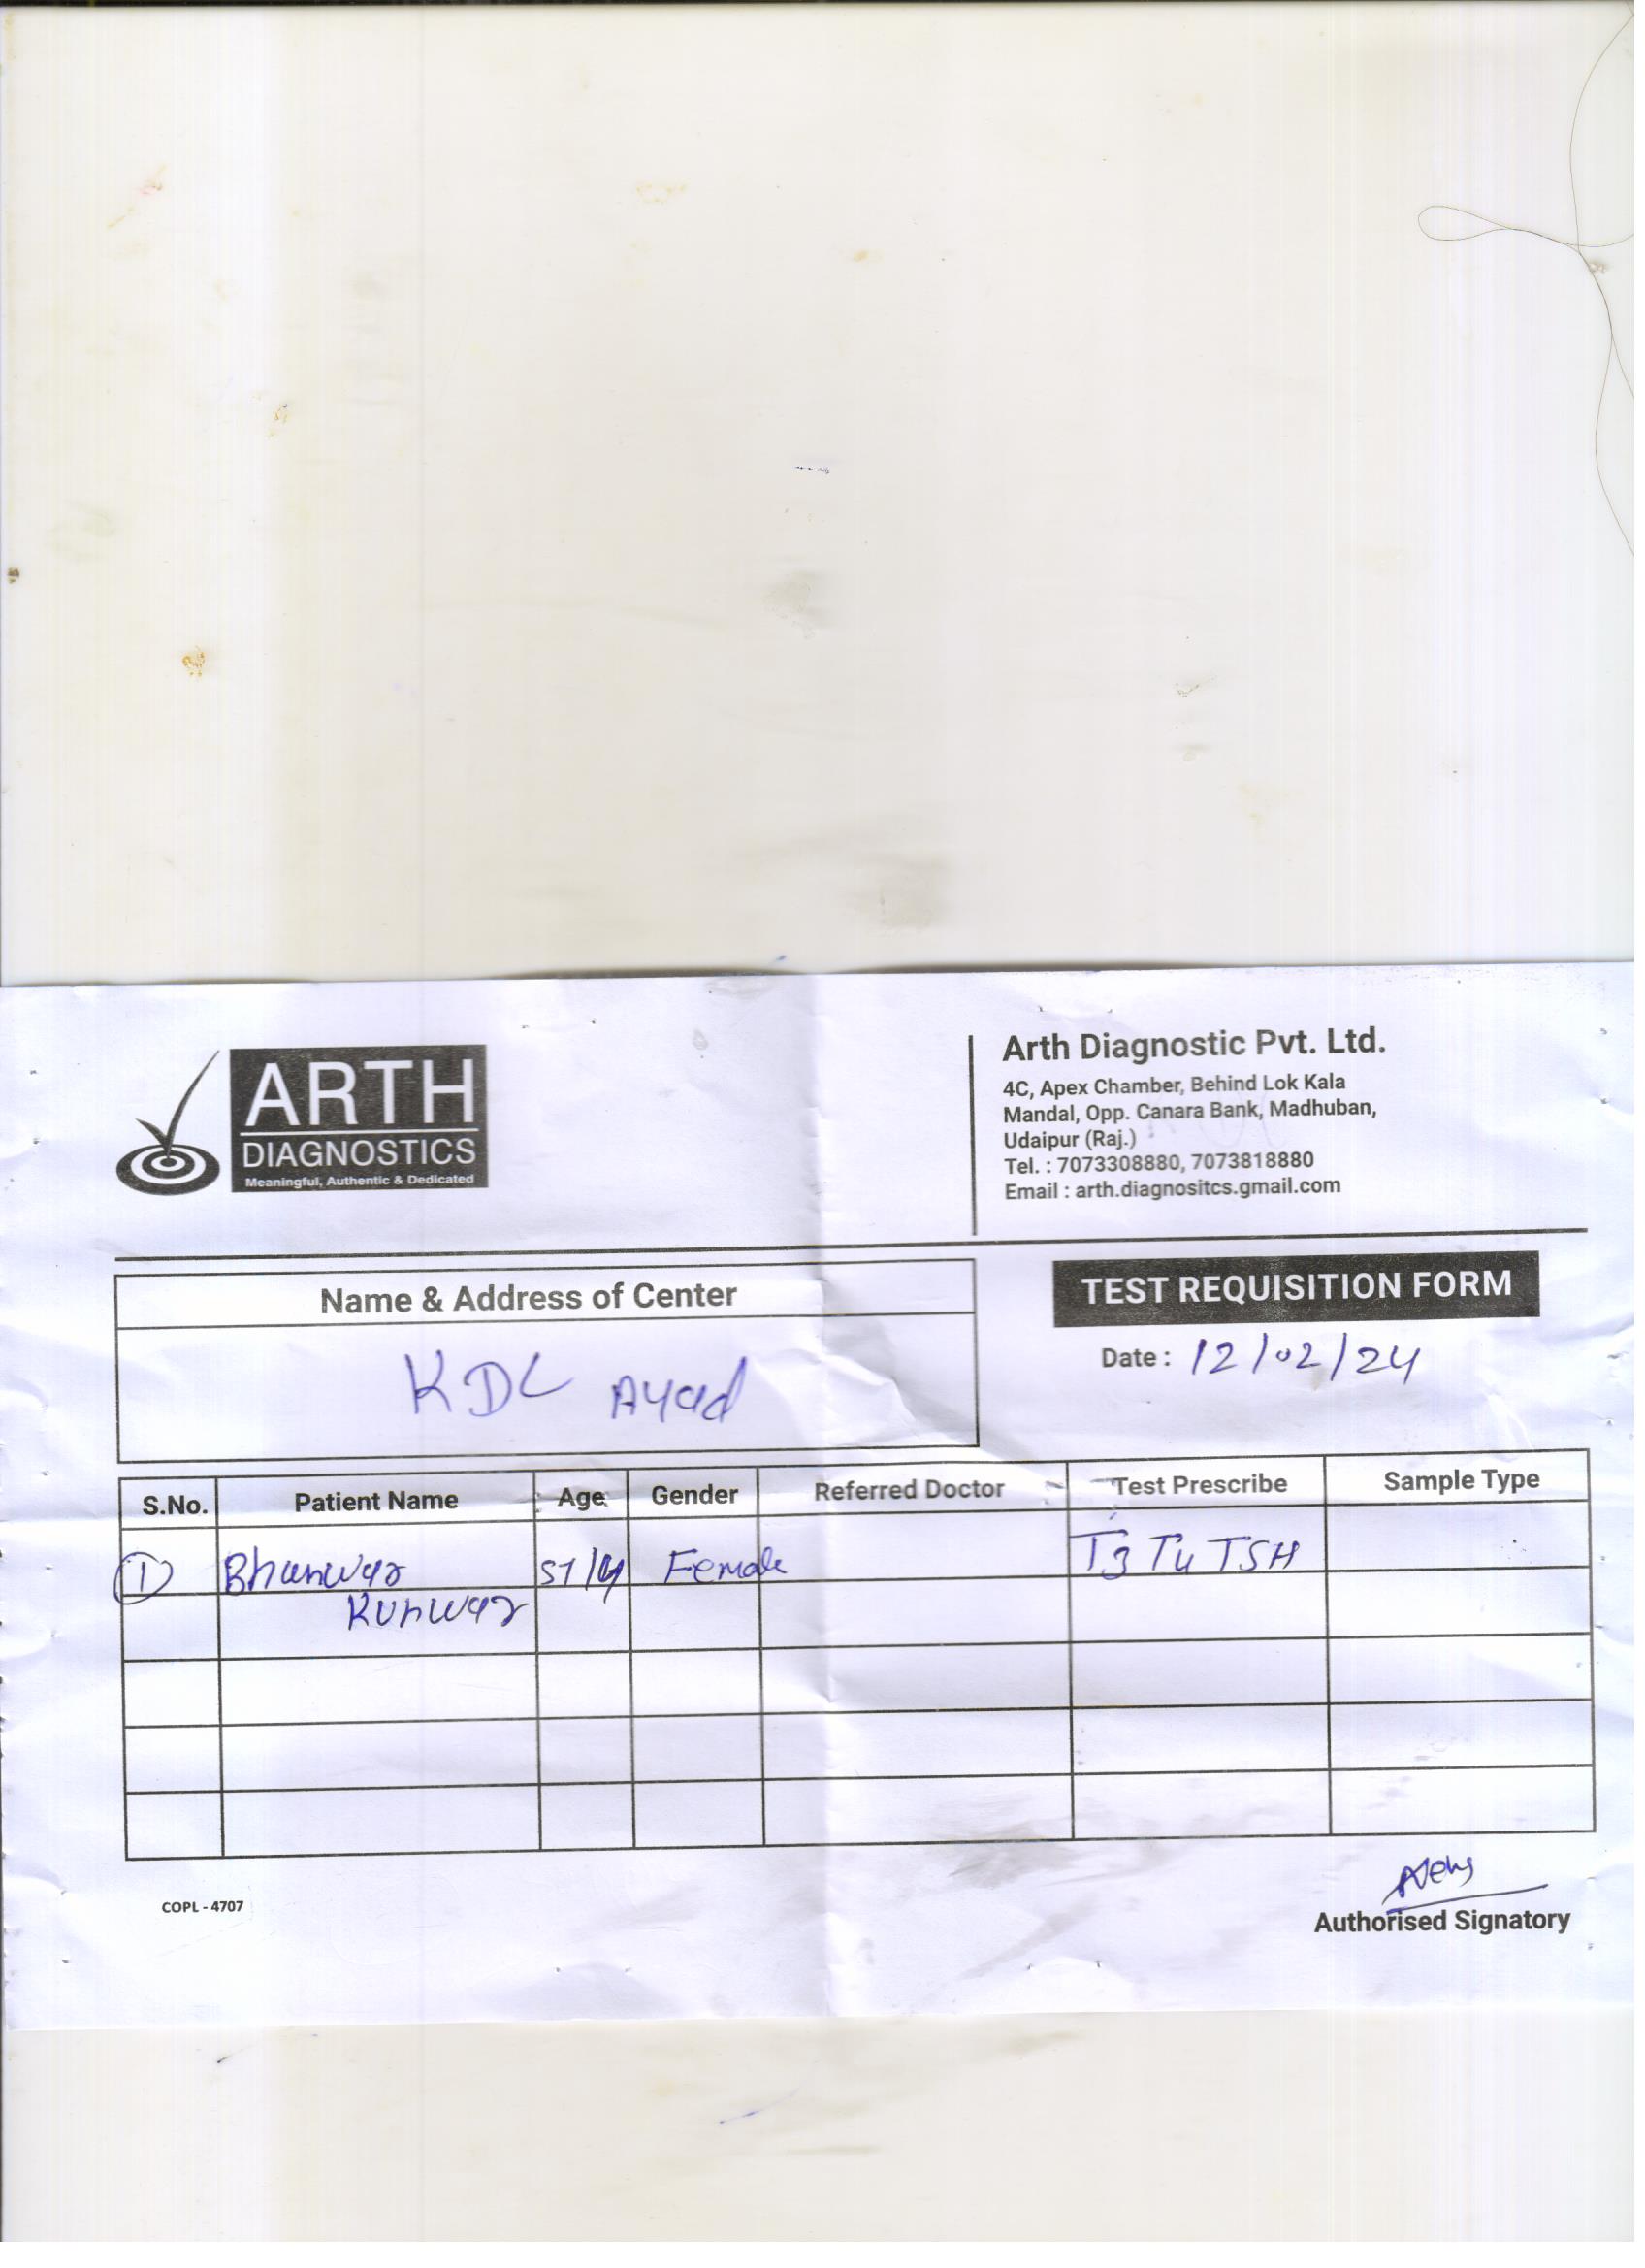 ARTH
DIAGNOSTICS
Meaningful, Authentic & Dedicated
Arth Diagnostic Pvt. Ltd.
4C, Apex Chamber, Behind Lok Kala
Mandal, Opp. Canara Bank, Madhuban,
Udaipur (Raj.)
Tel. : 7073308880, 7073818880
Email : arth.diagnositcs.gmail.com
Name & Address of Center
KDL Ayad
TEST REQUISITION FORM
Date : 12/02/24
S.No. Patient Name Age Gender Referred Doctor Test Prescribe Sample Type
1 Bhanwar Female T3 T4 TSH
Kunwar
COPL - 4707
Authorised Signatory